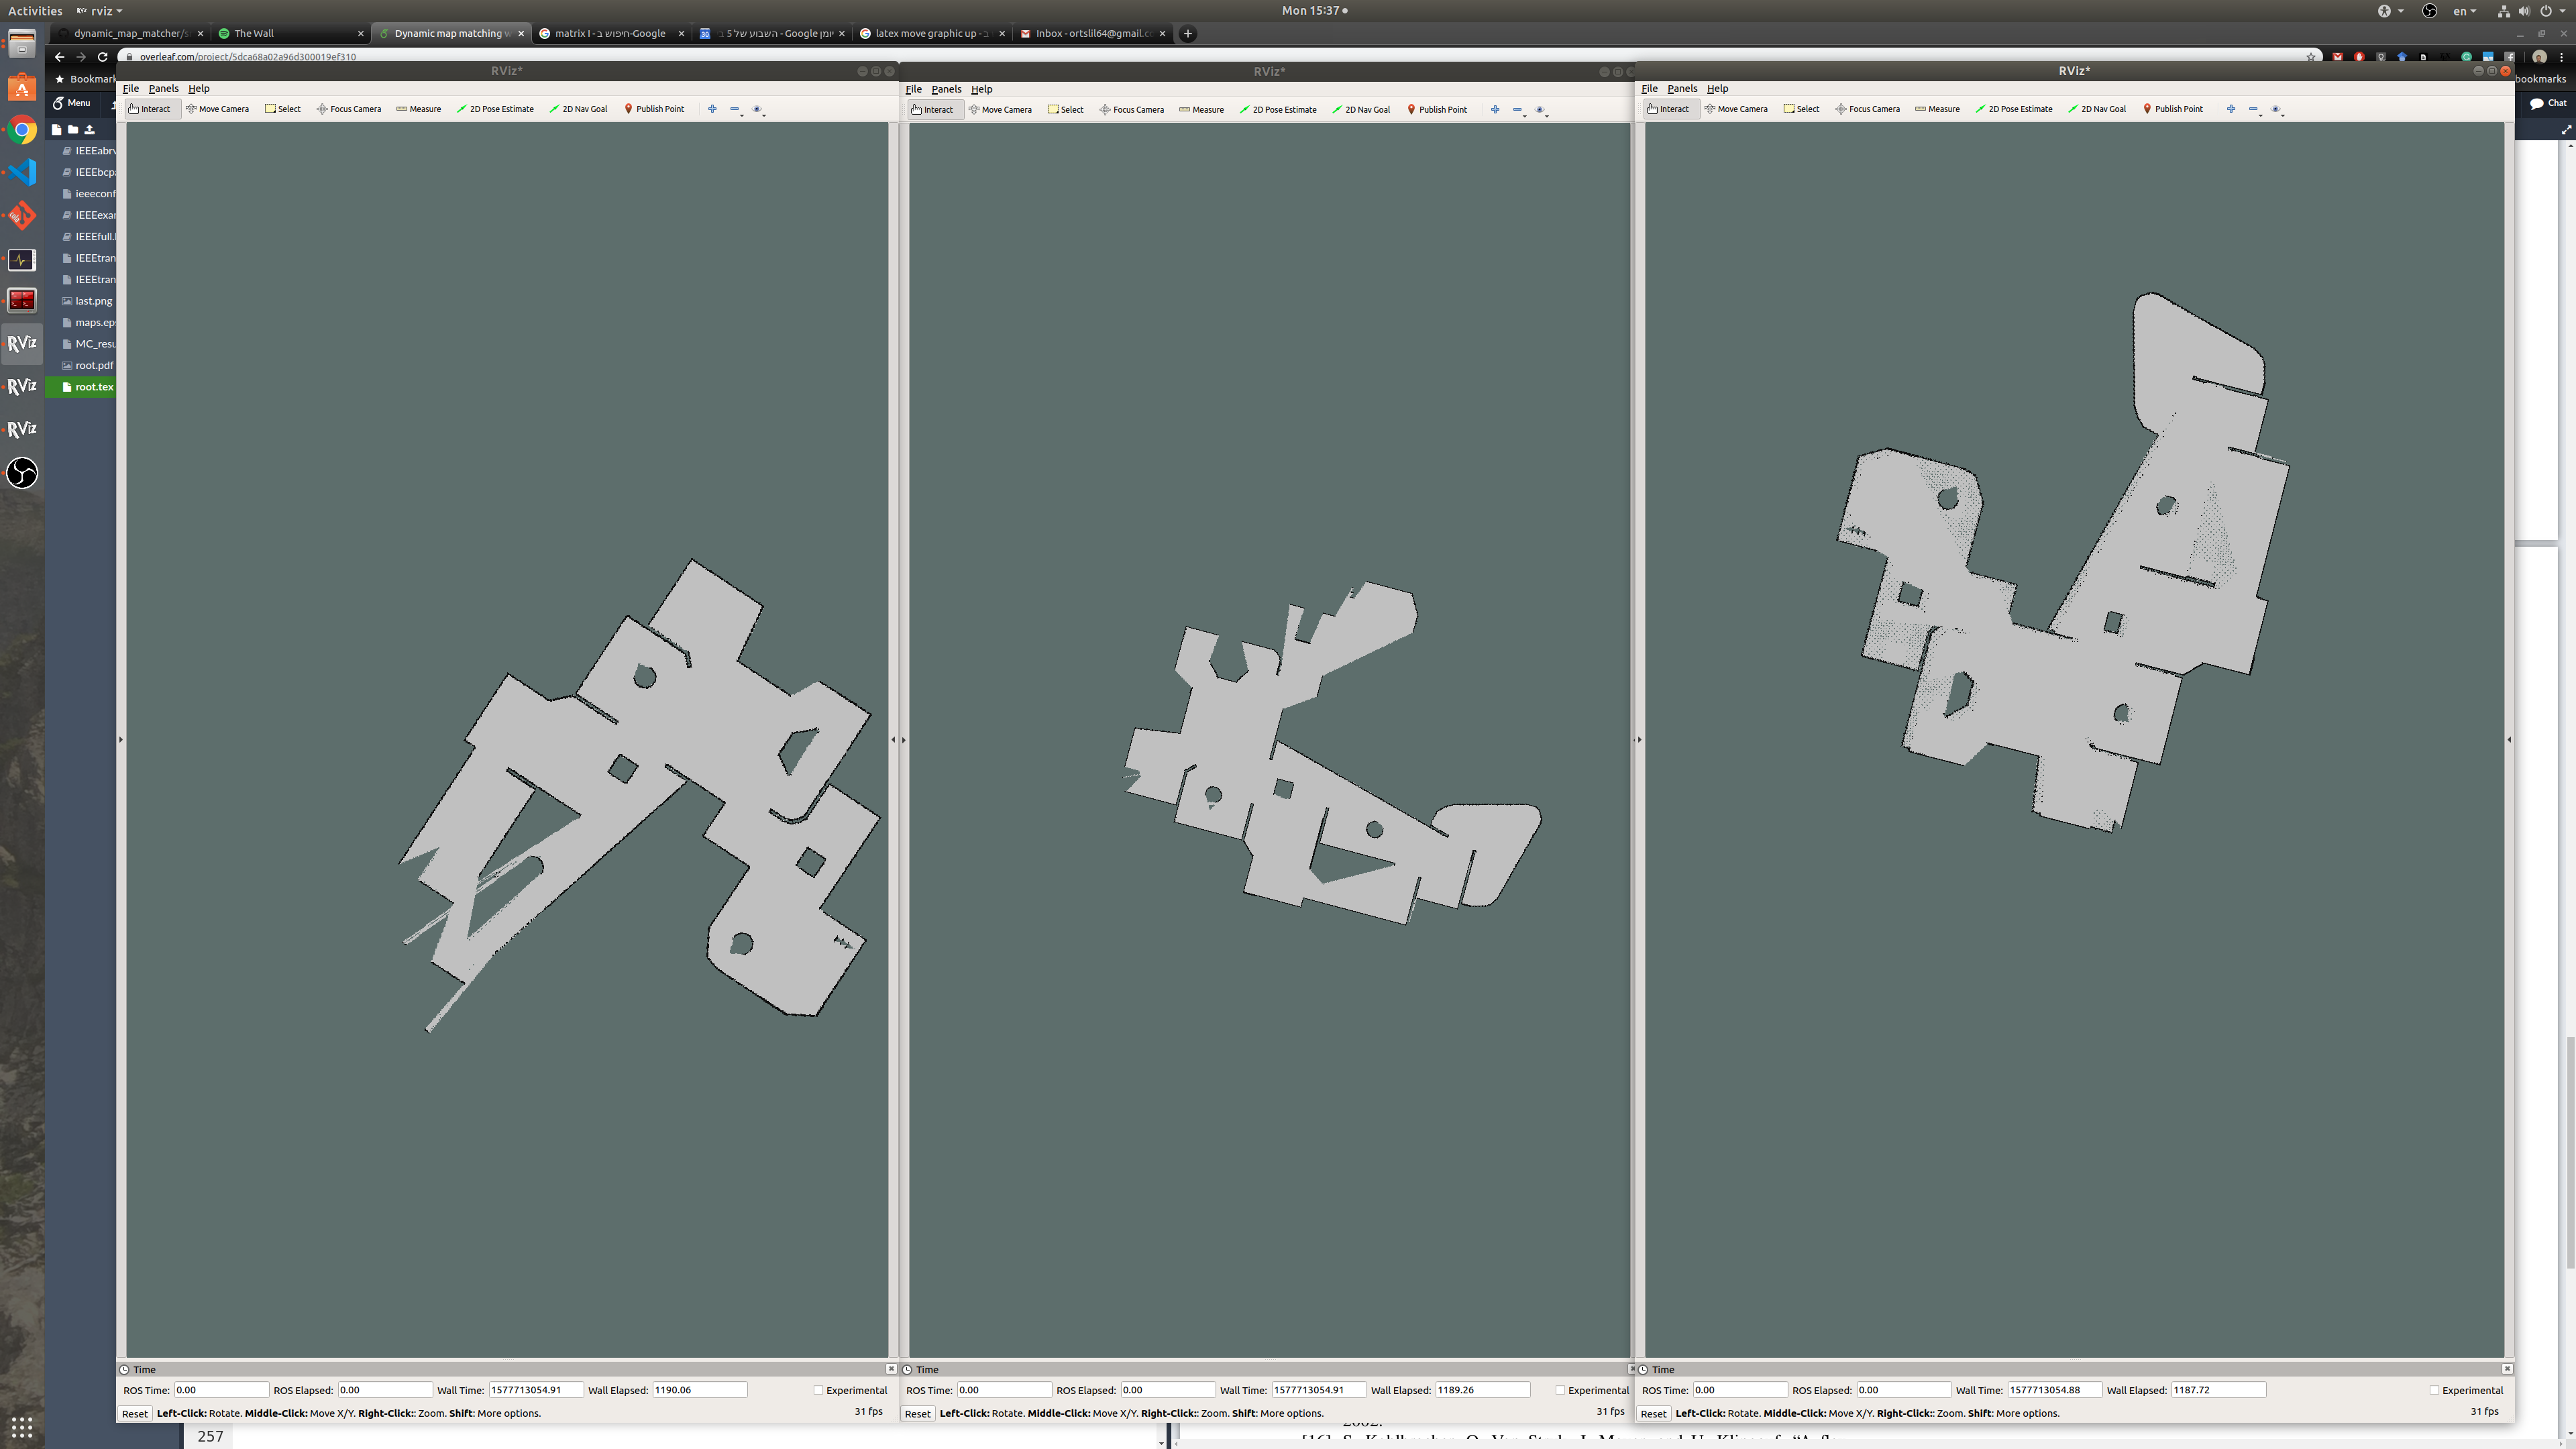 Activities rviz Mon 15:37 en
dynamic_map_matcher/s The Wall Dynamic map matching w matrix I - חיפוש ב-Google יומן Google - השבוע של 5 בי latex move graphic up - ב Inbox - ortslil64@gmail.c
overleaf.com/project/5dca68a02a96d300019ef310
Bookmark bookmarks
RViz* RViz* RViz*
Menu Chat
File Panels Help
File Panels Help
File Panels Help
Interact Move Camera Select Focus Camera Measure 2D Pose Estimate 2D Nav Goal Publish Point
Interact Move Camera Select Focus Camera Measure 2D Pose Estimate 2D Nav Goal Publish Point
Interact Move Camera Select Focus Camera Measure 2D Pose Estimate 2D Nav Goal Publish Point
IEEEabrv
IEEEbcpa
ieeeconf
IEEEexam
IEEEfull.
IEEEtran
IEEEtran
last.png
maps.eps
MC_resu
root.pdf
root.tex
RViz
RViz
RViz
Time
ROS Time: 0.00 ROS Elapsed: 0.00 Wall Time: 1577713054.91 Wall Elapsed: 1190.06 Experimental
Reset Left-Click: Rotate. Middle-Click: Move X/Y. Right-Click:: Zoom. Shift: More options. 31 fps
Time
ROS Time: 0.00 ROS Elapsed: 0.00 Wall Time: 1577713054.91 Wall Elapsed: 1189.26 Experimental
Reset Left-Click: Rotate. Middle-Click: Move X/Y. Right-Click:: Zoom. Shift: More options. 31 fps
Time
ROS Time: 0.00 ROS Elapsed: 0.00 Wall Time: 1577713054.88 Wall Elapsed: 1187.72 Experimental
Reset Left-Click: Rotate. Middle-Click: Move X/Y. Right-Click:: Zoom. Shift: More options. 31 fps
257
2002.